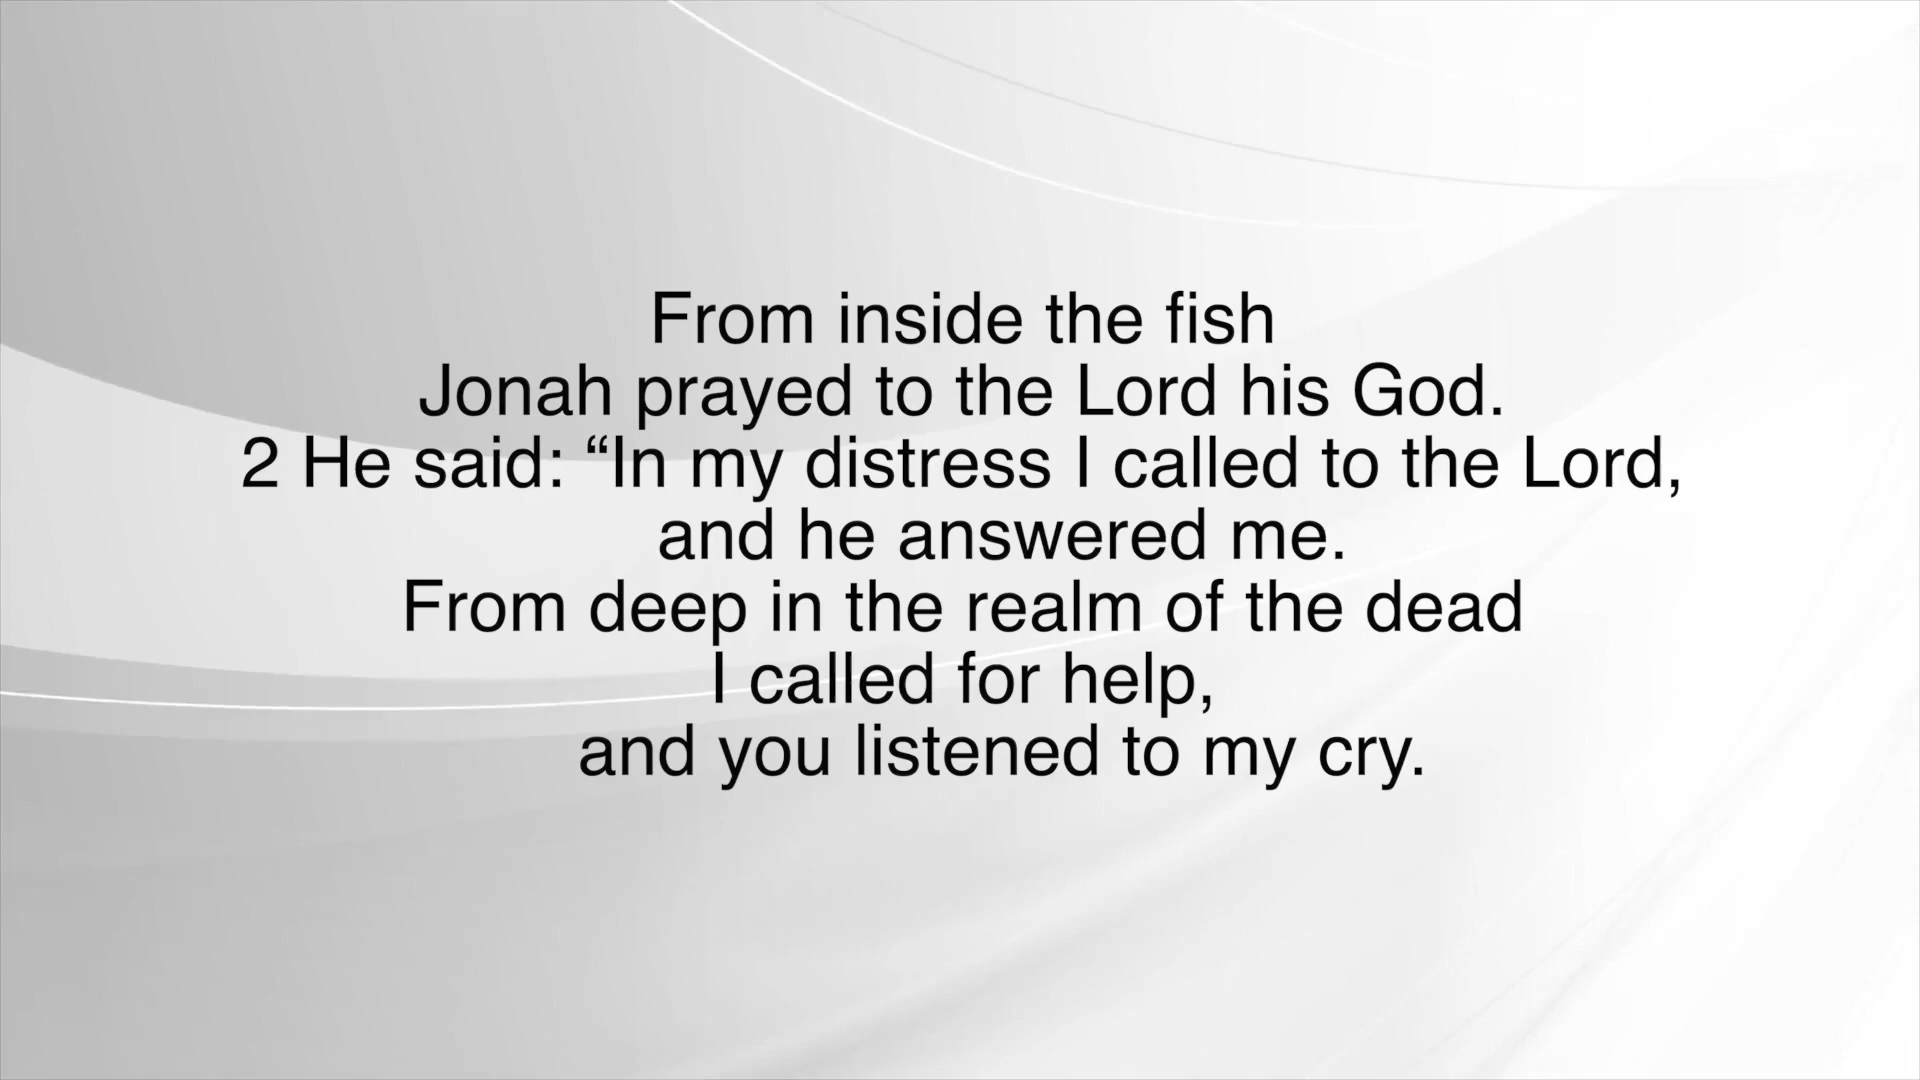 From inside the fish
Jonah prayed to the Lord his God.
2 He said: “In my distress I called to the Lord,
and he answered me.
From deep in the realm of the dead
I called for help,
and you listened to my cry.